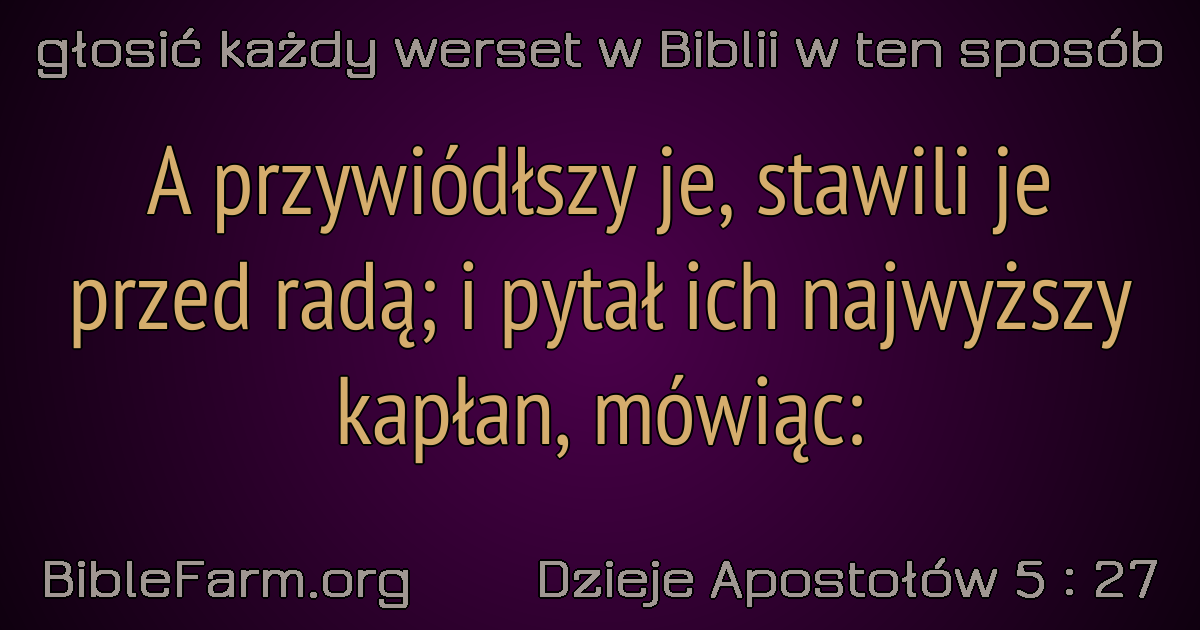 głosić każdy werset w Biblii w ten sposób
A przywiódłszy je, stawili je
przed radą; i pytał ich najwyższy
kapłan, mówiąc:
BibleFarm.org Dzieje Apostołów 5 : 27